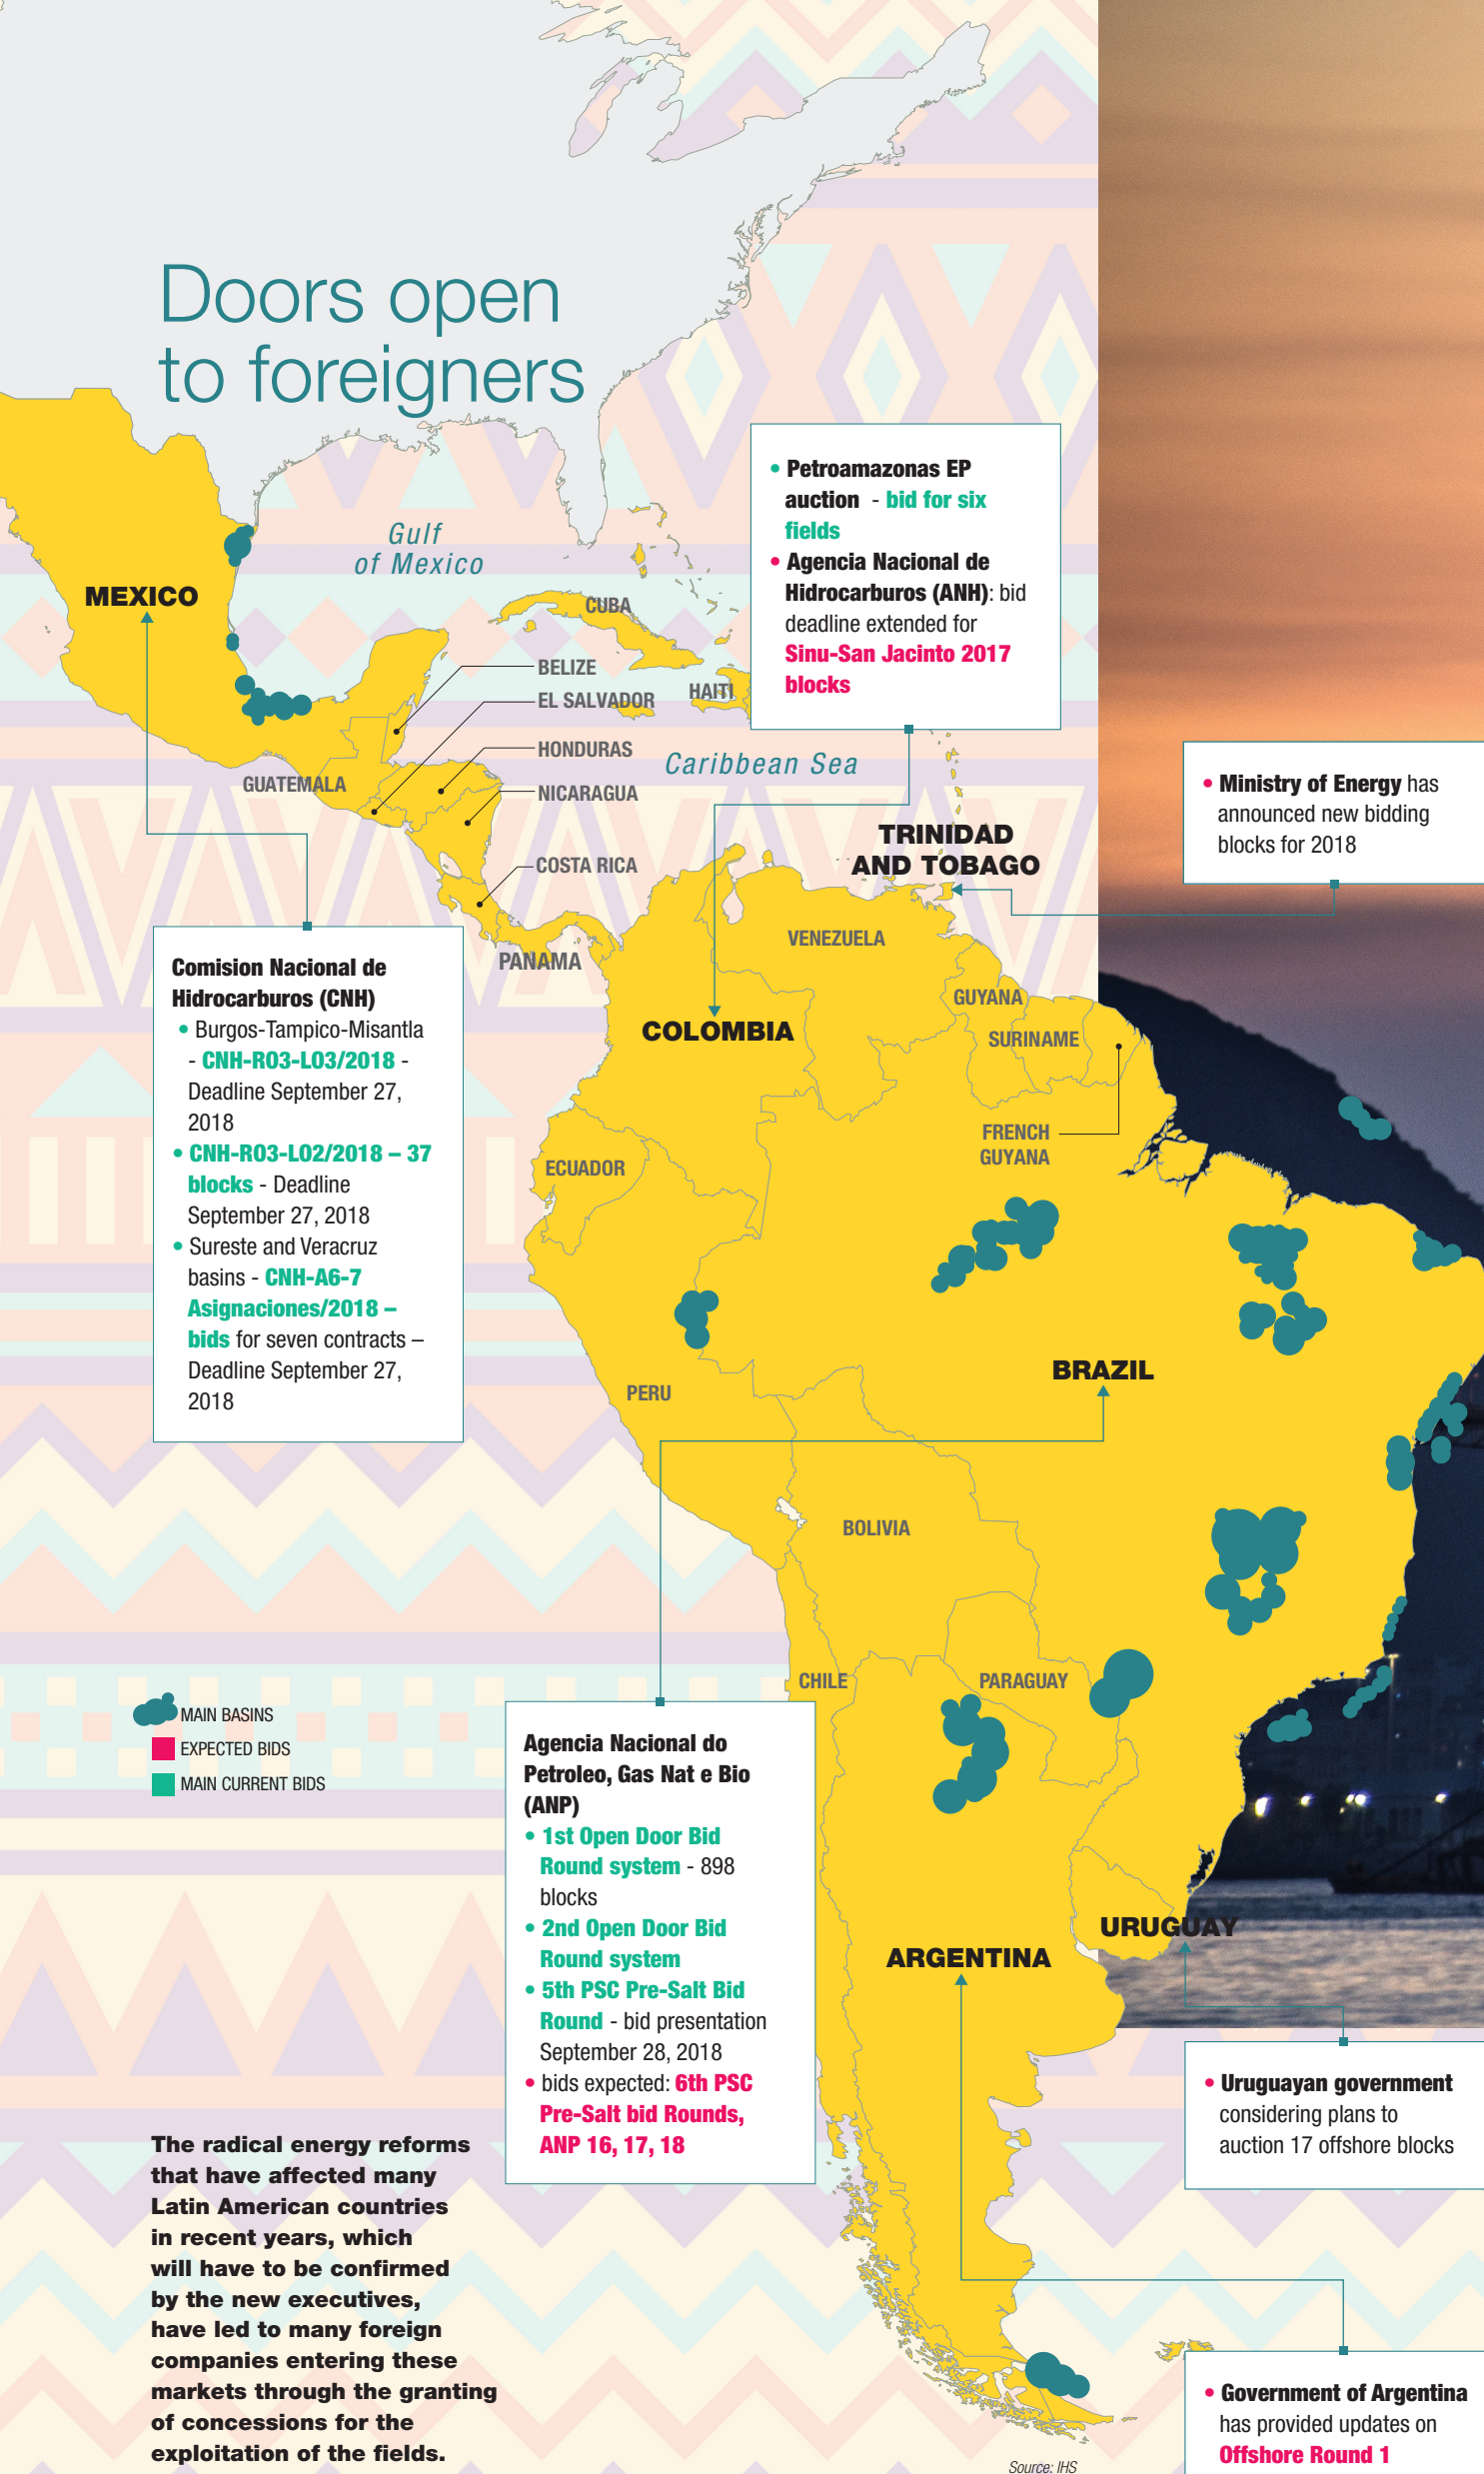 Doors open
to foreigners
Gulf
of Mexico
MEXICO
CUBA
BELIZE
EL SALVADOR
HAITI
HONDURAS
GUATEMALA
NICARAGUA
Caribbean Sea
COSTA RICA
PANAMA
TRINIDAD
AND TOBAGO
VENEZUELA
GUYANA
COLOMBIA
SURINAME
FRENCH
GUYANA
ECUADOR
PERU
BRAZIL
BOLIVIA
CHILE
PARAGUAY
URUGUAY
ARGENTINA
• Petroamazonas EP
auction - bid for six
fields
• Agencia Nacional de
Hidrocarburos (ANH): bid
deadline extended for
Sinu-San Jacinto 2017
blocks
• Ministry of Energy has
announced new bidding
blocks for 2018
Comision Nacional de
Hidrocarburos (CNH)
• Burgos-Tampico-Misantla
- CNH-R03-L03/2018 -
Deadline September 27,
2018
• CNH-R03-L02/2018 – 37
blocks - Deadline
September 27, 2018
• Sureste and Veracruz
basins - CNH-A6-7
Asignaciones/2018 –
bids for seven contracts –
Deadline September 27,
2018
MAIN BASINS
EXPECTED BIDS
MAIN CURRENT BIDS
Agencia Nacional do
Petroleo, Gas Nat e Bio
(ANP)
• 1st Open Door Bid
Round system - 898
blocks
• 2nd Open Door Bid
Round system
• 5th PSC Pre-Salt Bid
Round - bid presentation
September 28, 2018
• bids expected: 6th PSC
Pre-Salt bid Rounds,
ANP 16, 17, 18
• Uruguayan government
considering plans to
auction 17 offshore blocks
The radical energy reforms
that have affected many
Latin American countries
in recent years, which
will have to be confirmed
by the new executives,
have led to many foreign
companies entering these
markets through the granting
of concessions for the
exploitation of the fields.
• Government of Argentina
has provided updates on
Offshore Round 1
Source: IHS